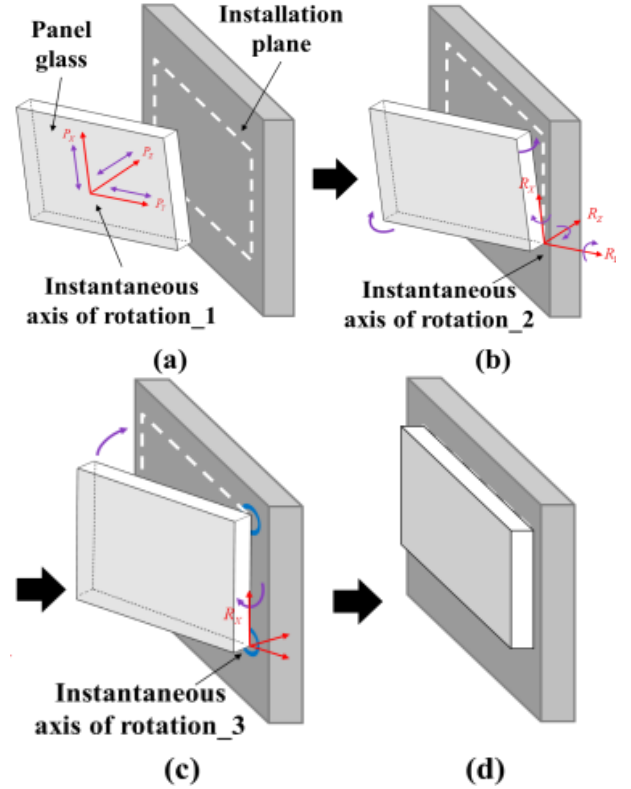 Panel
glass
Installation
plane
P_X
P_Z
P_Y
Instantaneous
axis of rotation_1
(a)
R_X
R_Z
Instantaneous
axis of rotation_2
(b)
R_X
Instantaneous
axis of rotation_3
(c)
(d)